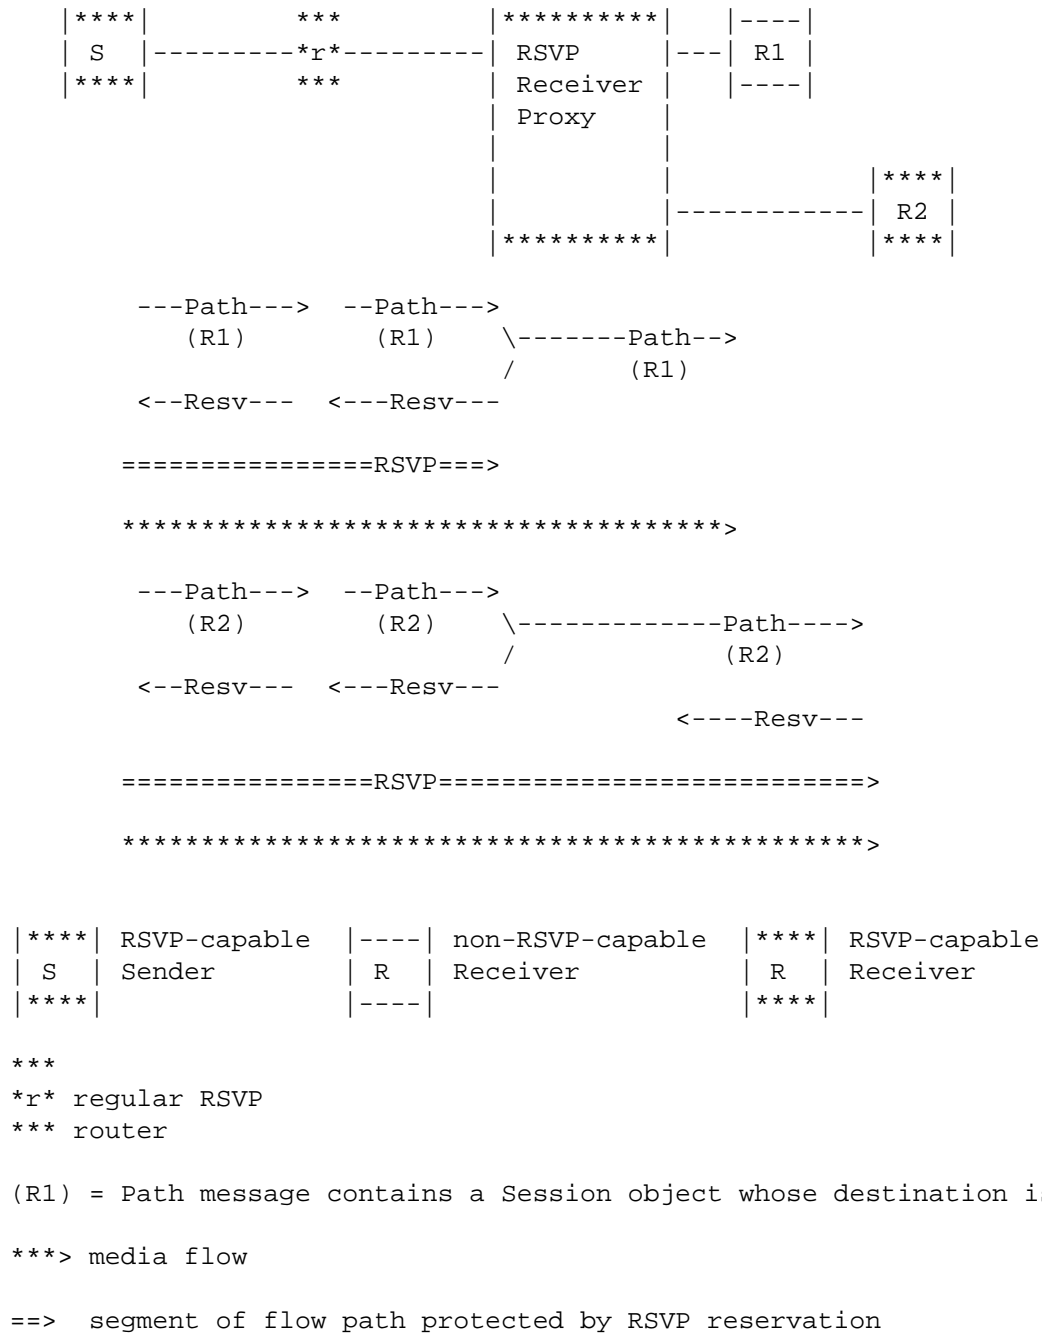 |****|          ***         |**********|   |----|
| S  |---------*r*---------| RSVP     |---| R1 |
|****|          ***         | Receiver |   |----|
| Proxy    |
|          |
|          |            |****|
|          |------------| R2 |
|**********|            |****|
---Path--->  --Path--->
(R1)        (R1)    \-------Path-->
/       (R1)
<--Resv---  <---Resv---
================RSVP===>
**************************************>
---Path--->  --Path--->
(R2)        (R2)    \-------------Path---->
/             (R2)
<--Resv---  <---Resv---
<----Resv---
================RSVP===========================>
***********************************************>
|****| RSVP-capable  |----| non-RSVP-capable  |****| RSVP-capable
| S  | Sender        | R  | Receiver          | R  | Receiver
|****|               |----|                   |****|
***
*r* regular RSVP
*** router
(R1) = Path message contains a Session object whose destination
***> media flow
==>  segment of flow path protected by RSVP reservation